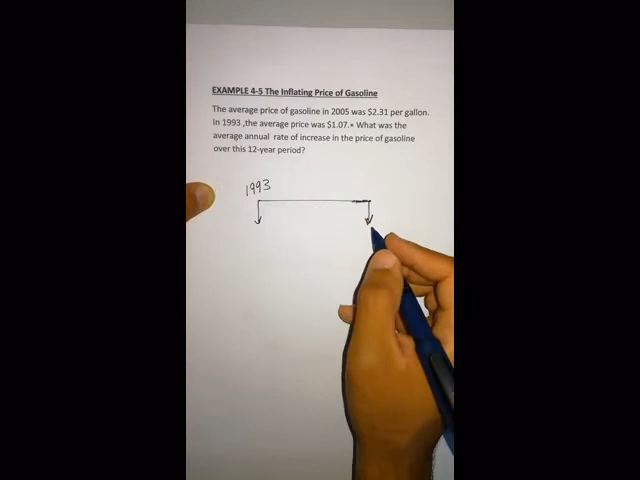 EXAMPLE 4-5 The Inflating Price of Gasoline
The average price of gasoline in 2005 was $2.31 per gallon.
In 1993 ,the average price was $1.07.* What was the
average annual rate of increase in the price of gasoline
over this 12-year period?
1993